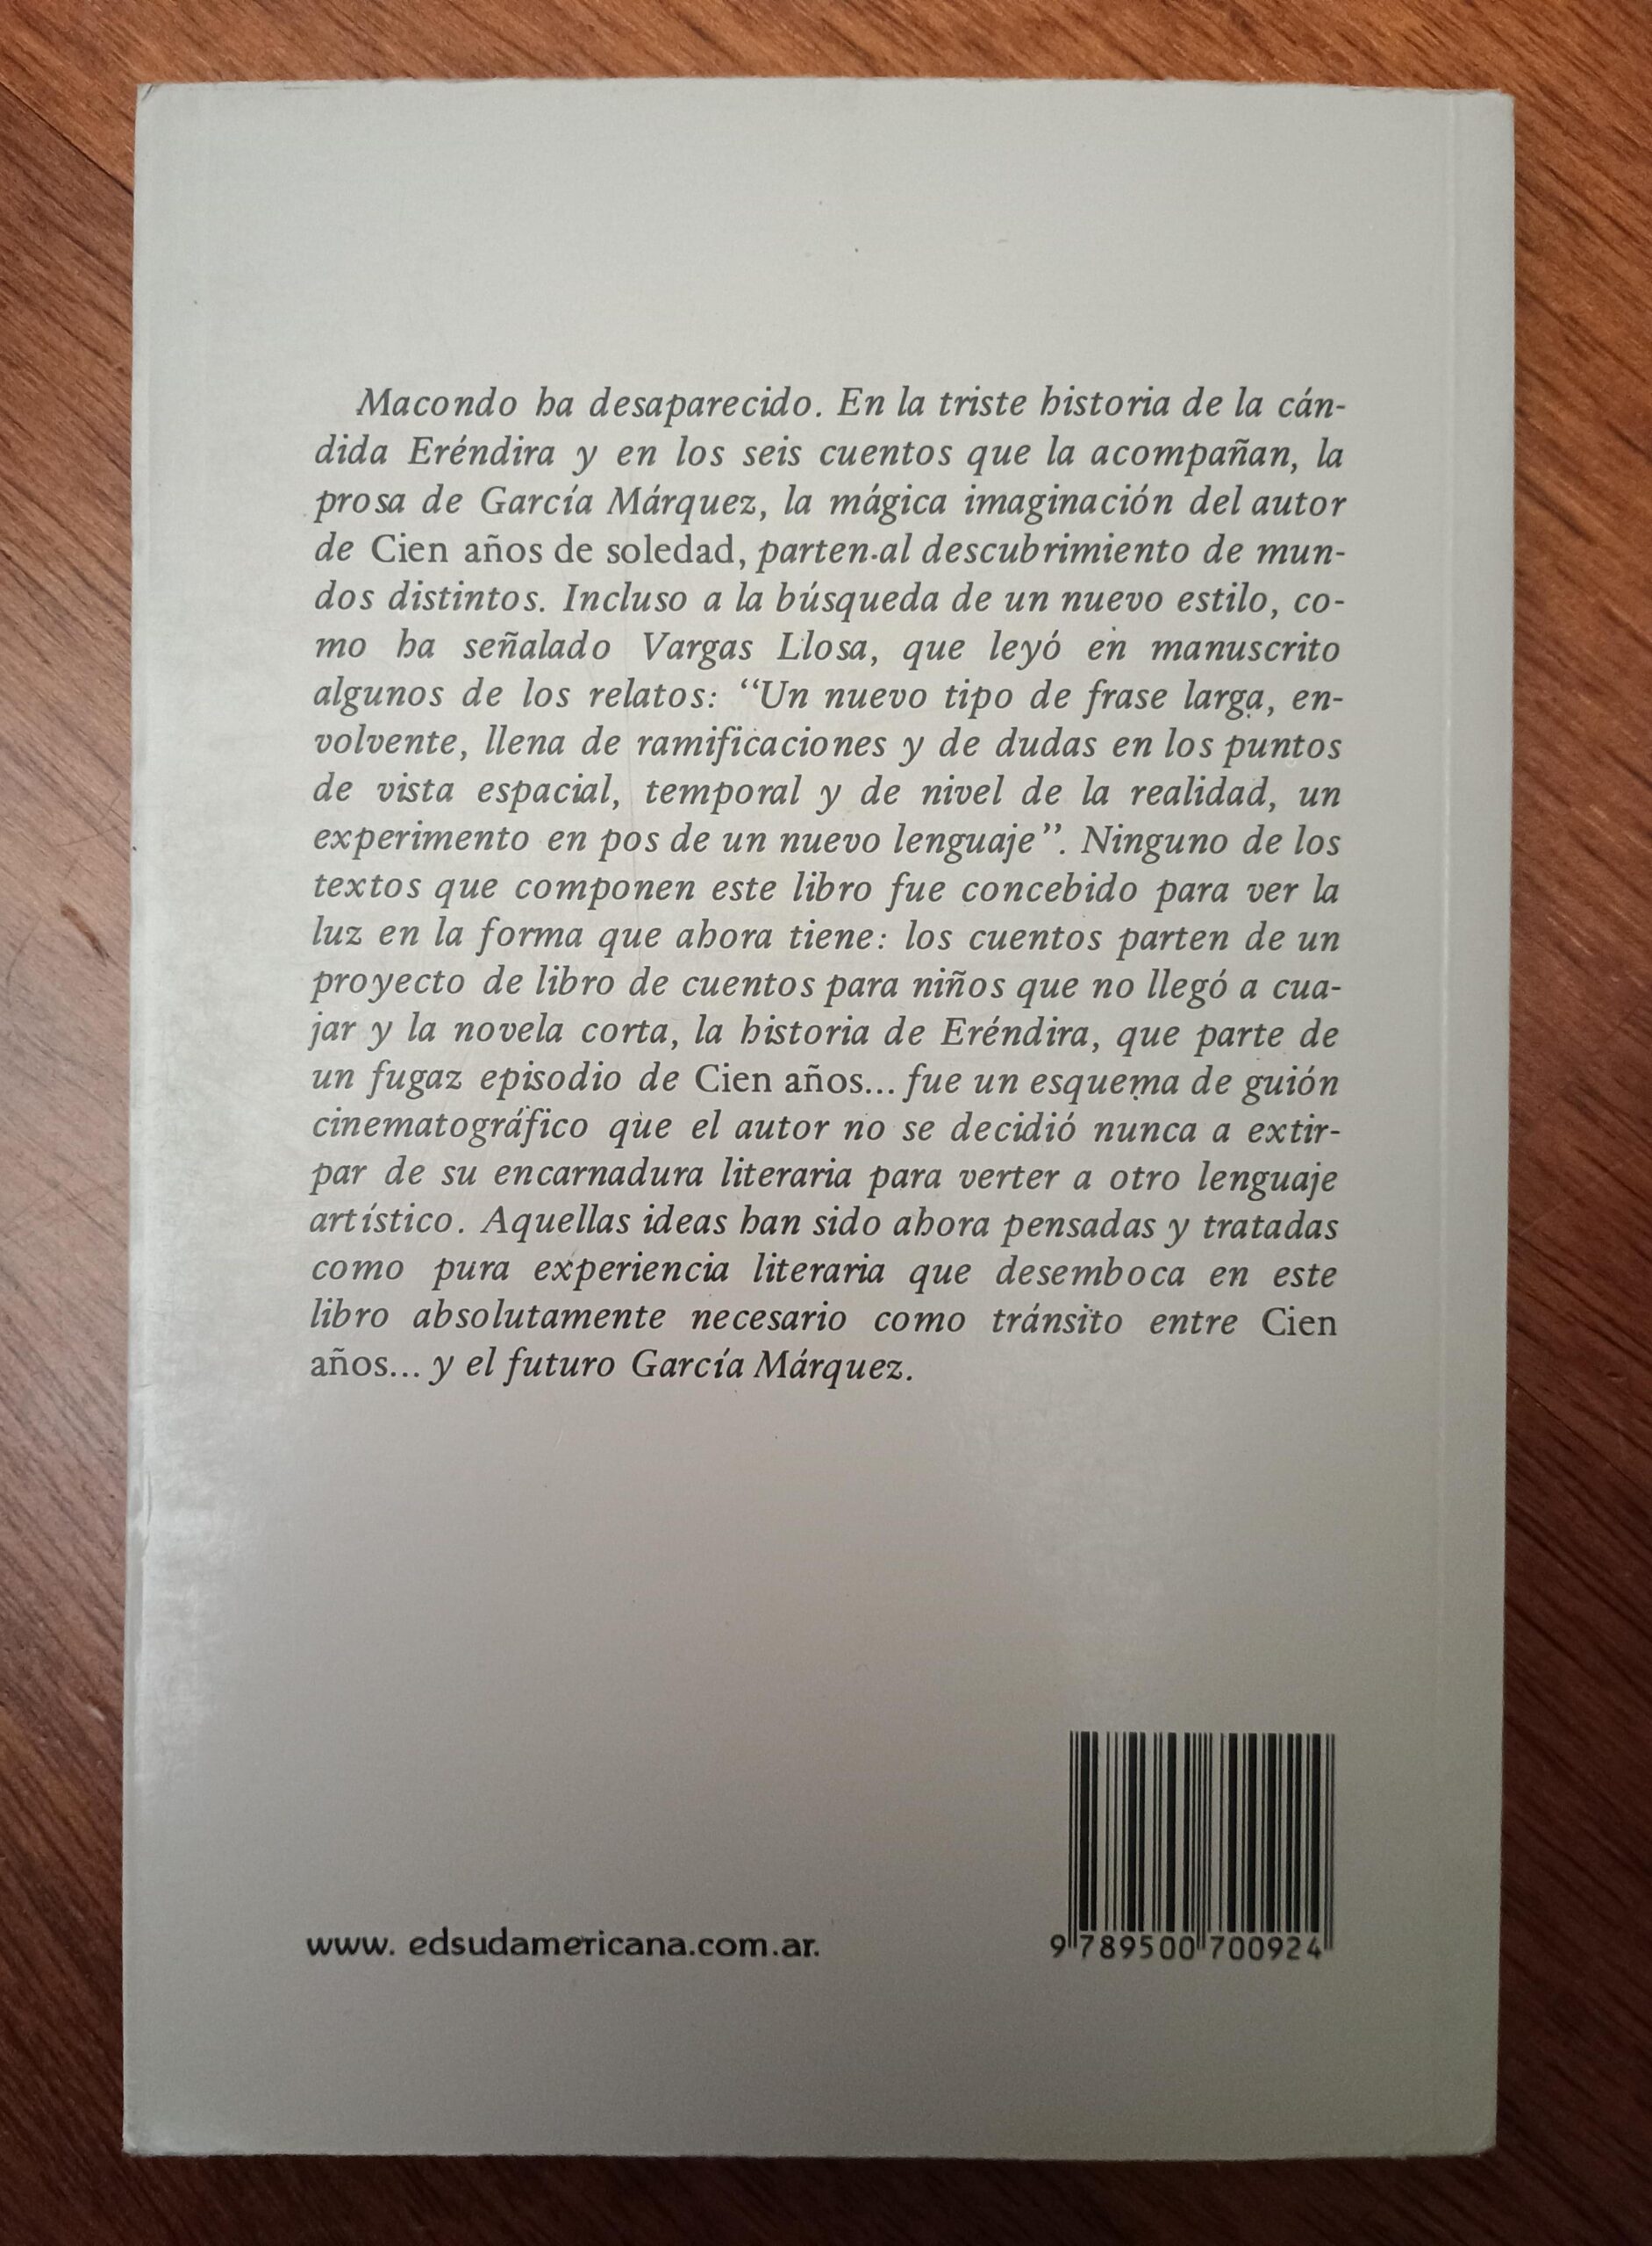 Macondo ha desaparecido. En la triste historia de la cán-
dida Eréndira y en los seis cuentos que la acompañan, la
prosa de García Márquez, la mágica imaginación del autor
de Cien años de soledad, parten al descubrimiento de mun-
dos distintos. Incluso a la búsqueda de un nuevo estilo, co-
mo ha señalado Vargas Llosa, que leyó en manuscrito
algunos de los relatos: “Un nuevo tipo de frase larga, en-
volvente, llena de ramificaciones y de dudas en los puntos
de vista espacial, temporal y de nivel de la realidad, un
experimento en pos de un nuevo lenguaje”. Ninguno de los
textos que componen este libro fue concebido para ver la
luz en la forma que ahora tiene: los cuentos parten de un
proyecto de libro de cuentos para niños que no llegó a cua-
jar y la novela corta, la historia de Eréndira, que parte de
un fugaz episodio de Cien años... fue un esquema de guión
cinematográfico que el autor no se decidió nunca a extir-
par de su encarnadura literaria para verter a otro lenguaje
artístico. Aquellas ideas han sido ahora pensadas y tratadas
como pura experiencia literaria que desemboca en este
libro absolutamente necesario como tránsito entre Cien
años... y el futuro García Márquez.
www. edsudamericana.com.ar.
9 789500 700924